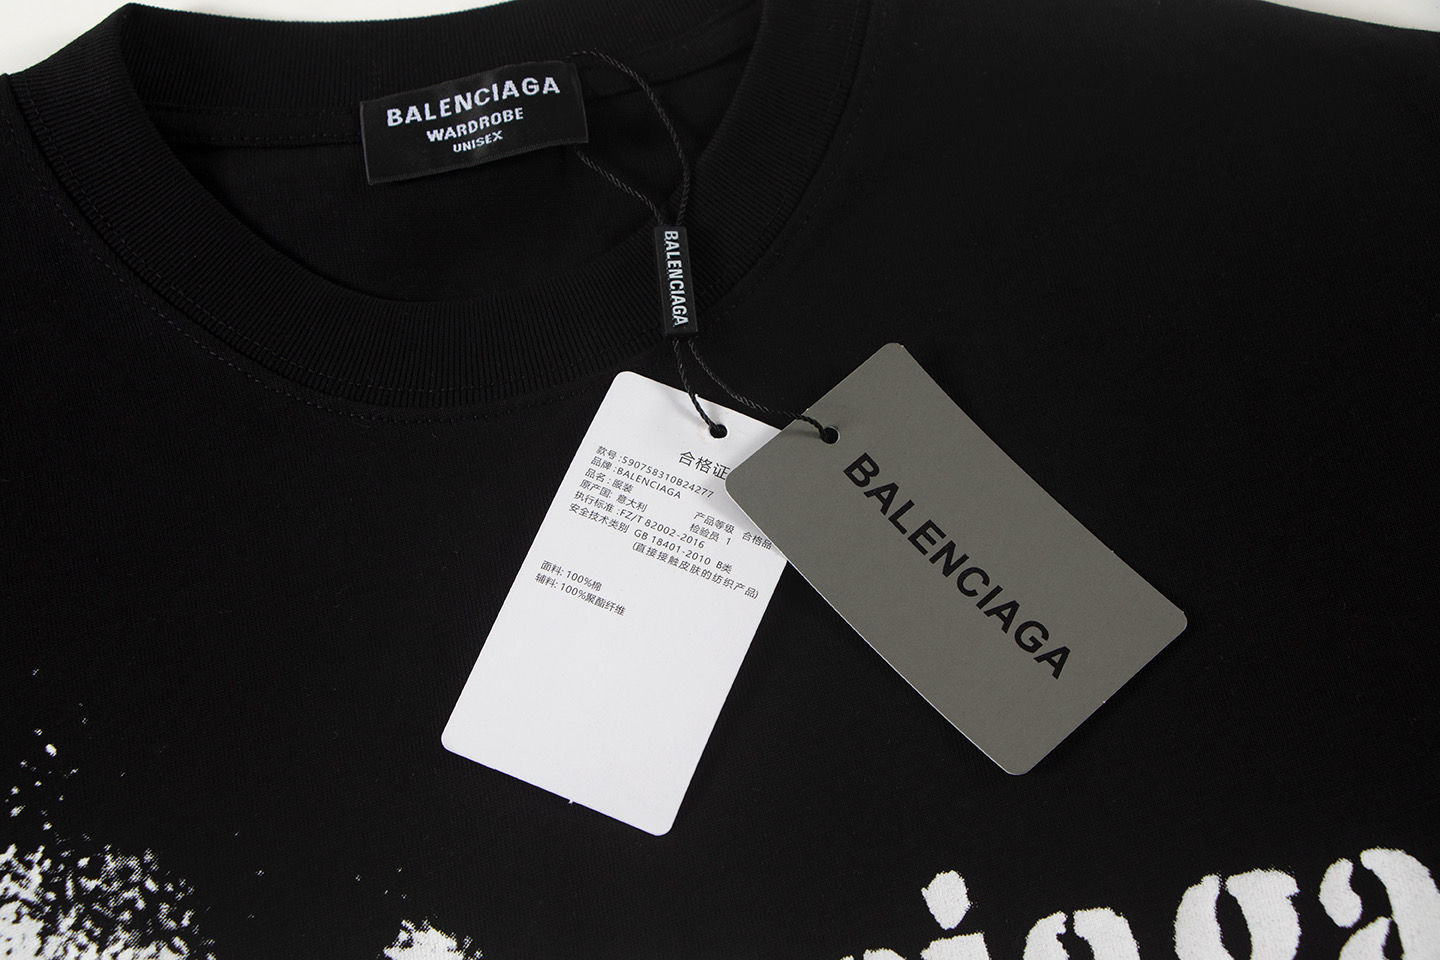 BALENCIAGA
WARDROBE
UNISEX
BALENCIAGA
合格证
款号:590758310B24277
品牌:BALENCIAGA
品名:服装
原产国: 意大利 产品等级 合格品
执行标准:FZ/T 82002-2016 检验员 1
安全技术类别 GB 18401-2010 B类
(直接接触皮肤的纺织产品)
面料:100%棉
辅料:100%聚酯纤维
BALENCIAGA
iaga